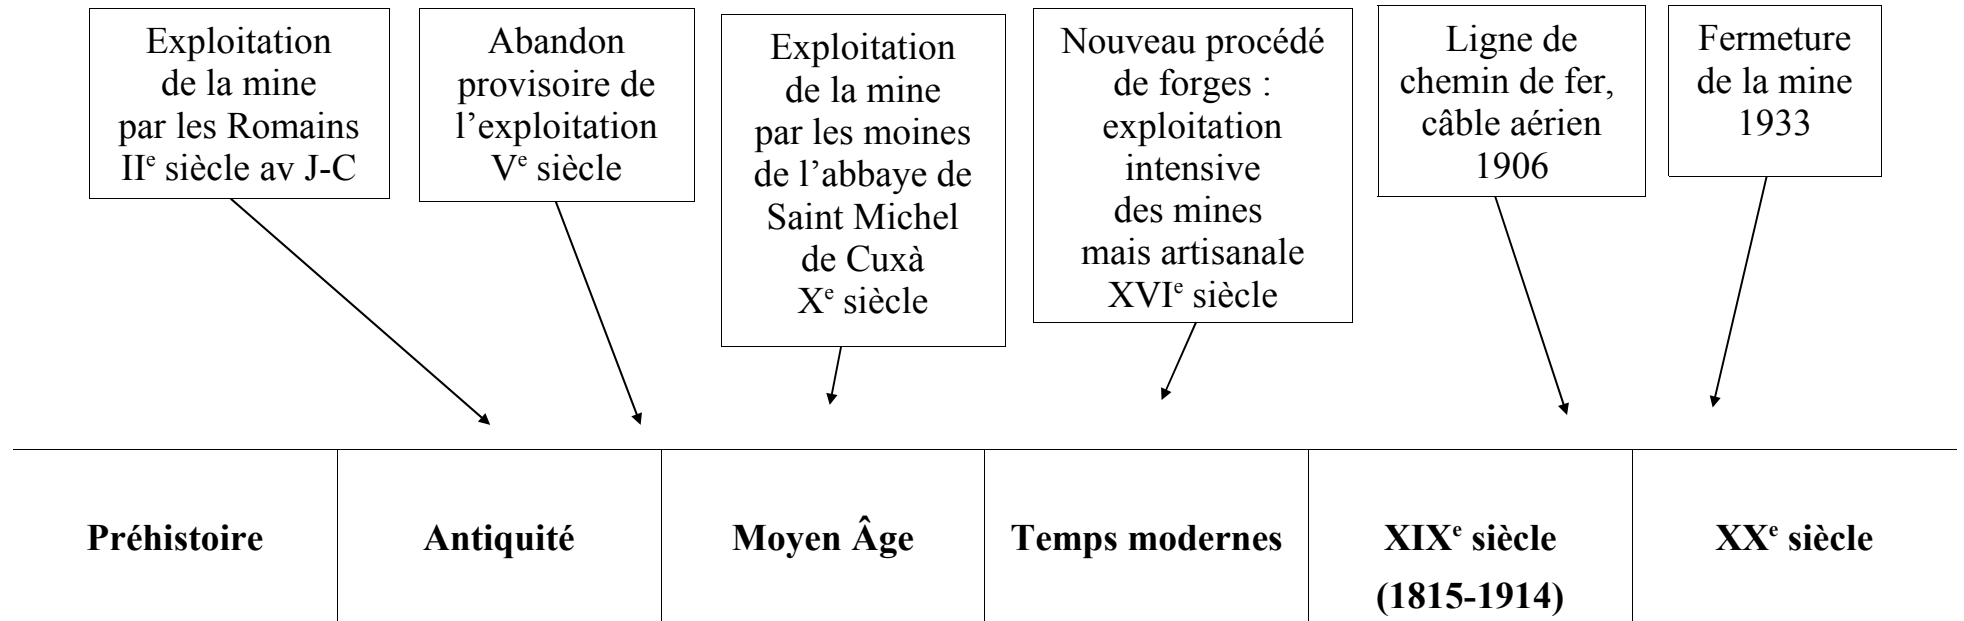 Exploitation
de la mine
par les Romains
IIᵉ siècle av J-C
Abandon
provisoire de
l’exploitation
Vᵉ siècle
Exploitation
de la mine
par les moines
de l’abbaye de
Saint Michel
de Cuxà
Xᵉ siècle
Nouveau procédé
de forges :
exploitation
intensive
des mines
mais artisanale
XVIᵉ siècle
Ligne de
chemin de fer,
câble aérien
1906
Fermeture
de la mine
1933
Préhistoire
Antiquité
Moyen Âge
Temps modernes
XIXᵉ siècle
(1815-1914)
XXᵉ siècle